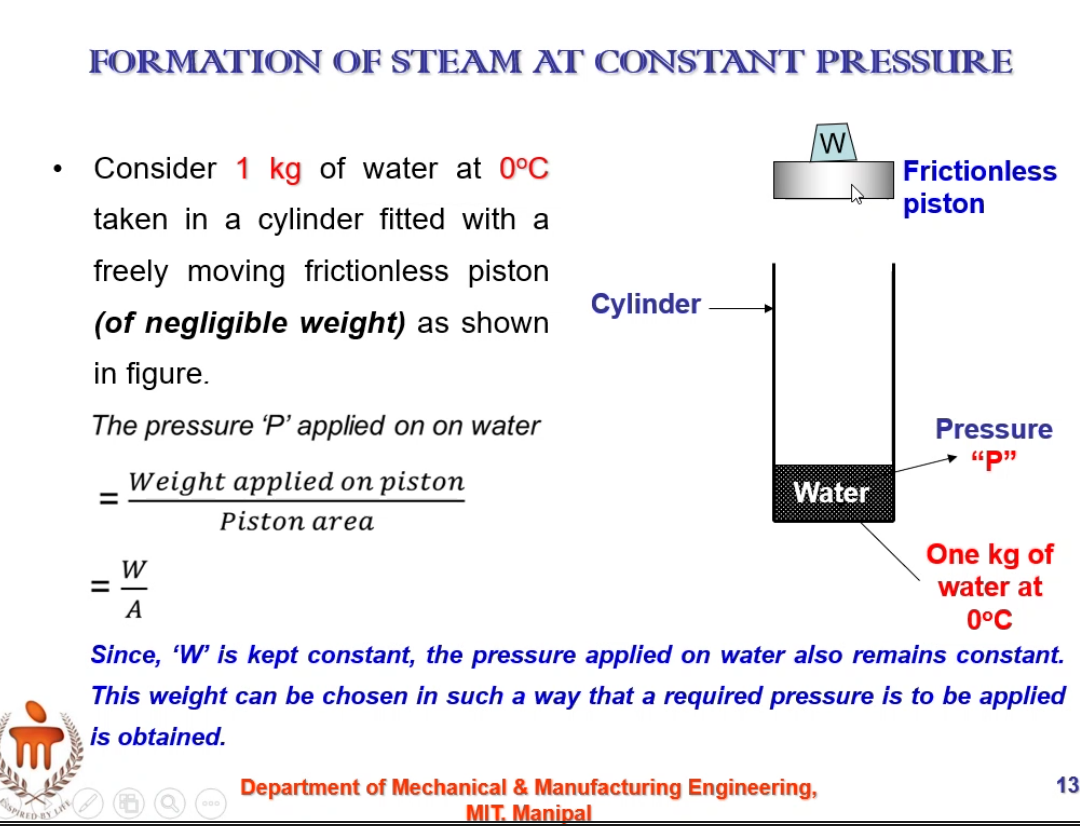 FORMATION OF STEAM AT CONSTANT PRESSURE
• Consider 1 kg of water at 0ºC
taken in a cylinder fitted with a
freely moving frictionless piston
(of negligible weight) as shown
in figure.
The pressure ‘P’ applied on on water
= Weight applied on piston
Piston area
= W
A
W
Frictionless
piston
Cylinder
Pressure
“P”
Water
One kg of
water at
0ºC
Since, ‘W’ is kept constant, the pressure applied on water also remains constant.
This weight can be chosen in such a way that a required pressure is to be applied
is obtained.
INSPIRED BY LIFE
Department of Mechanical & Manufacturing Engineering,
MIT, Manipal
13